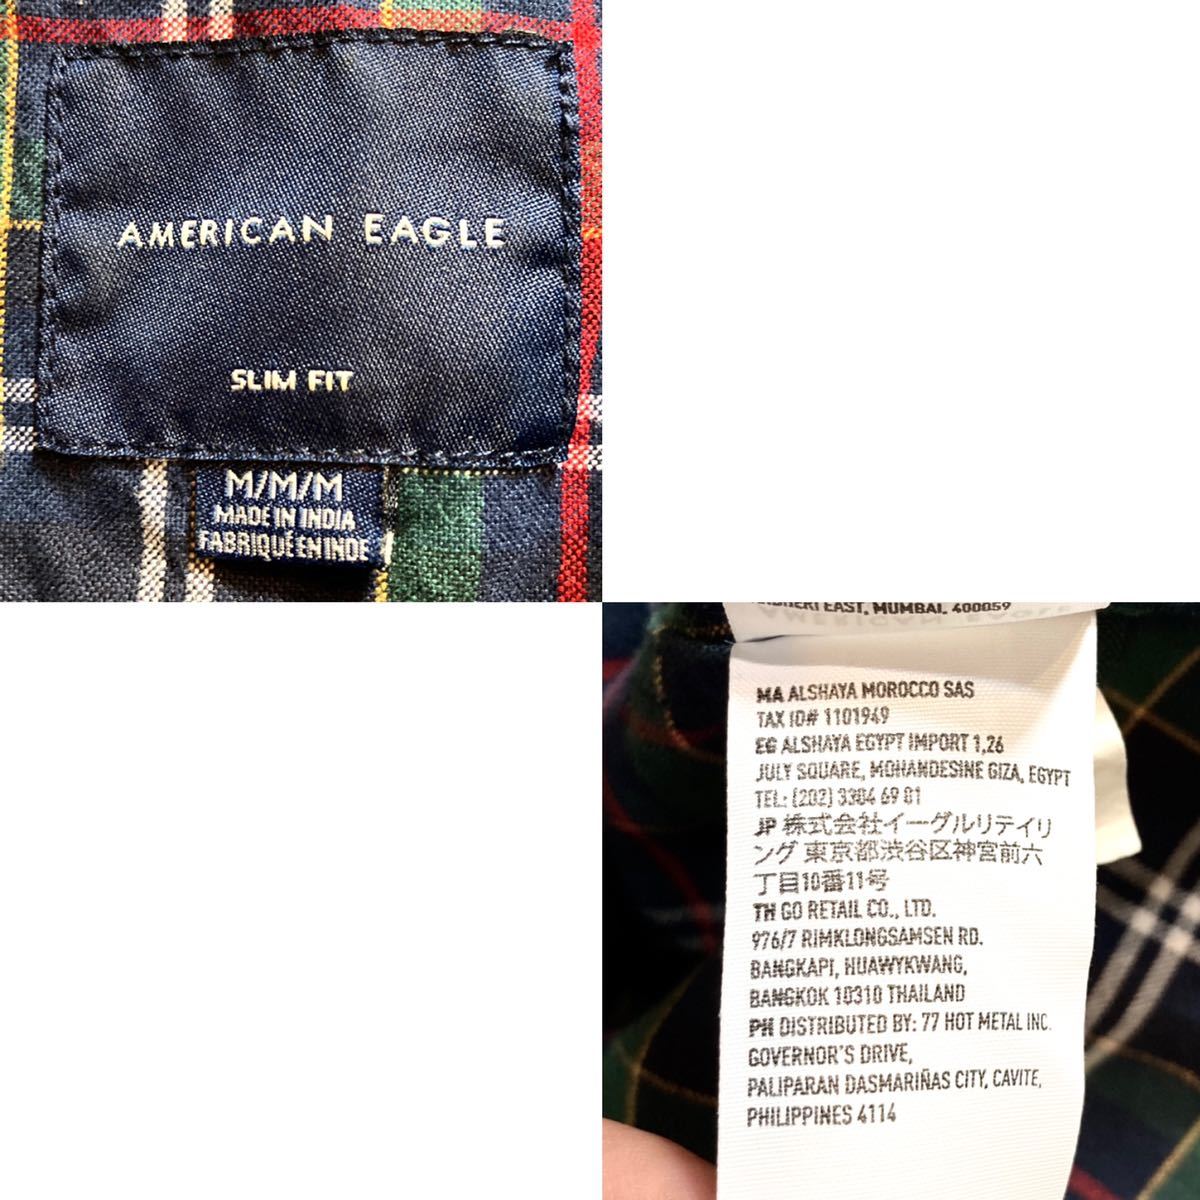 AMERICAN EAGLE
SLIM FIT
M/M/M
MADE IN INDIA
FABRIQUÉ EN INDE
EAST, MUMBAI, 400059
MA ALSHAYA MOROCCO SAS
TAX ID# 1101949
EG ALSHAYA EGYPT IMPORT 1,26
JULY SQUARE, MOHANDESINE GIZA, EGYPT
TEL: (202) 3304 69 81
JP 株式会社イーグルリテイリ
ング 東京都渋谷区神宮前六
丁目10番11号
TH GO RETAIL CO., LTD.
976/7 RIMKLONGSAMSEN RD.
BANGKAPI, HUAWYKWANG,
BANGKOK 10310 THAILAND
PH DISTRIBUTED BY: 77 HOT METAL INC.
GOVERNOR'S DRIVE,
PALIPARAN DASMARIÑAS CITY, CAVITE,
PHILIPPINES 4114